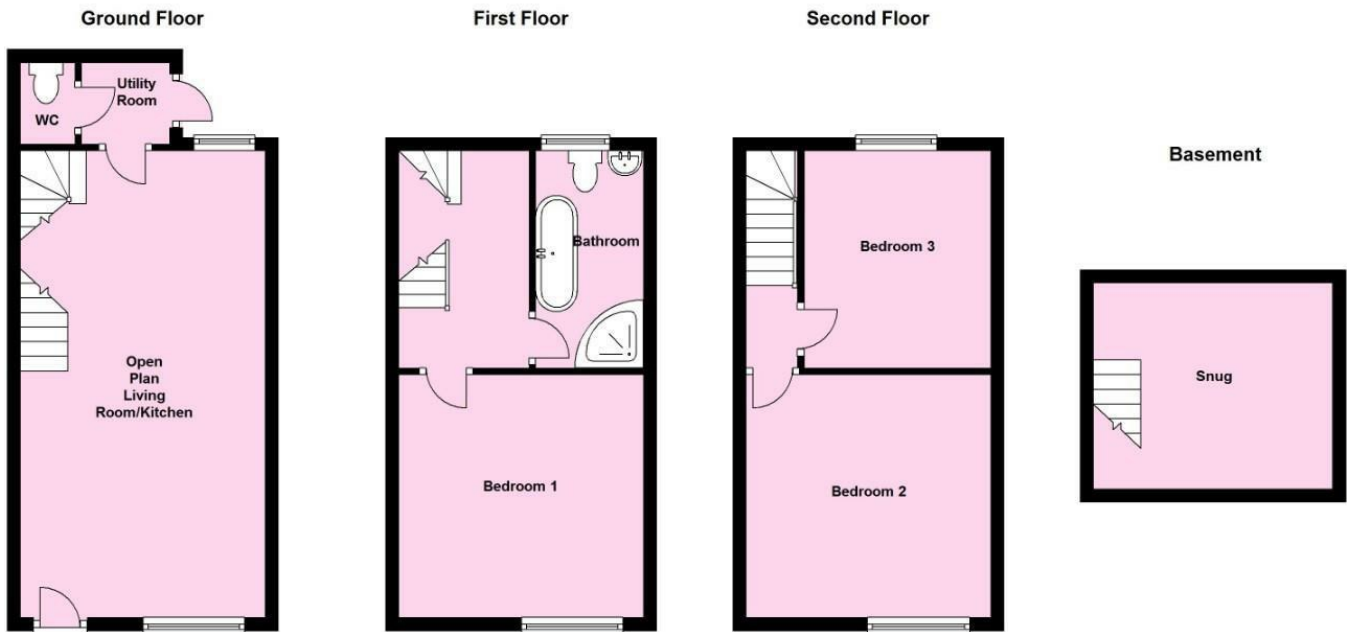 Ground Floor
Utility
Room
WC
Open
Plan
Living
Room/Kitchen
First Floor
Bathroom
Bedroom 1
Second Floor
Bedroom 3
Bedroom 2
Basement
Snug